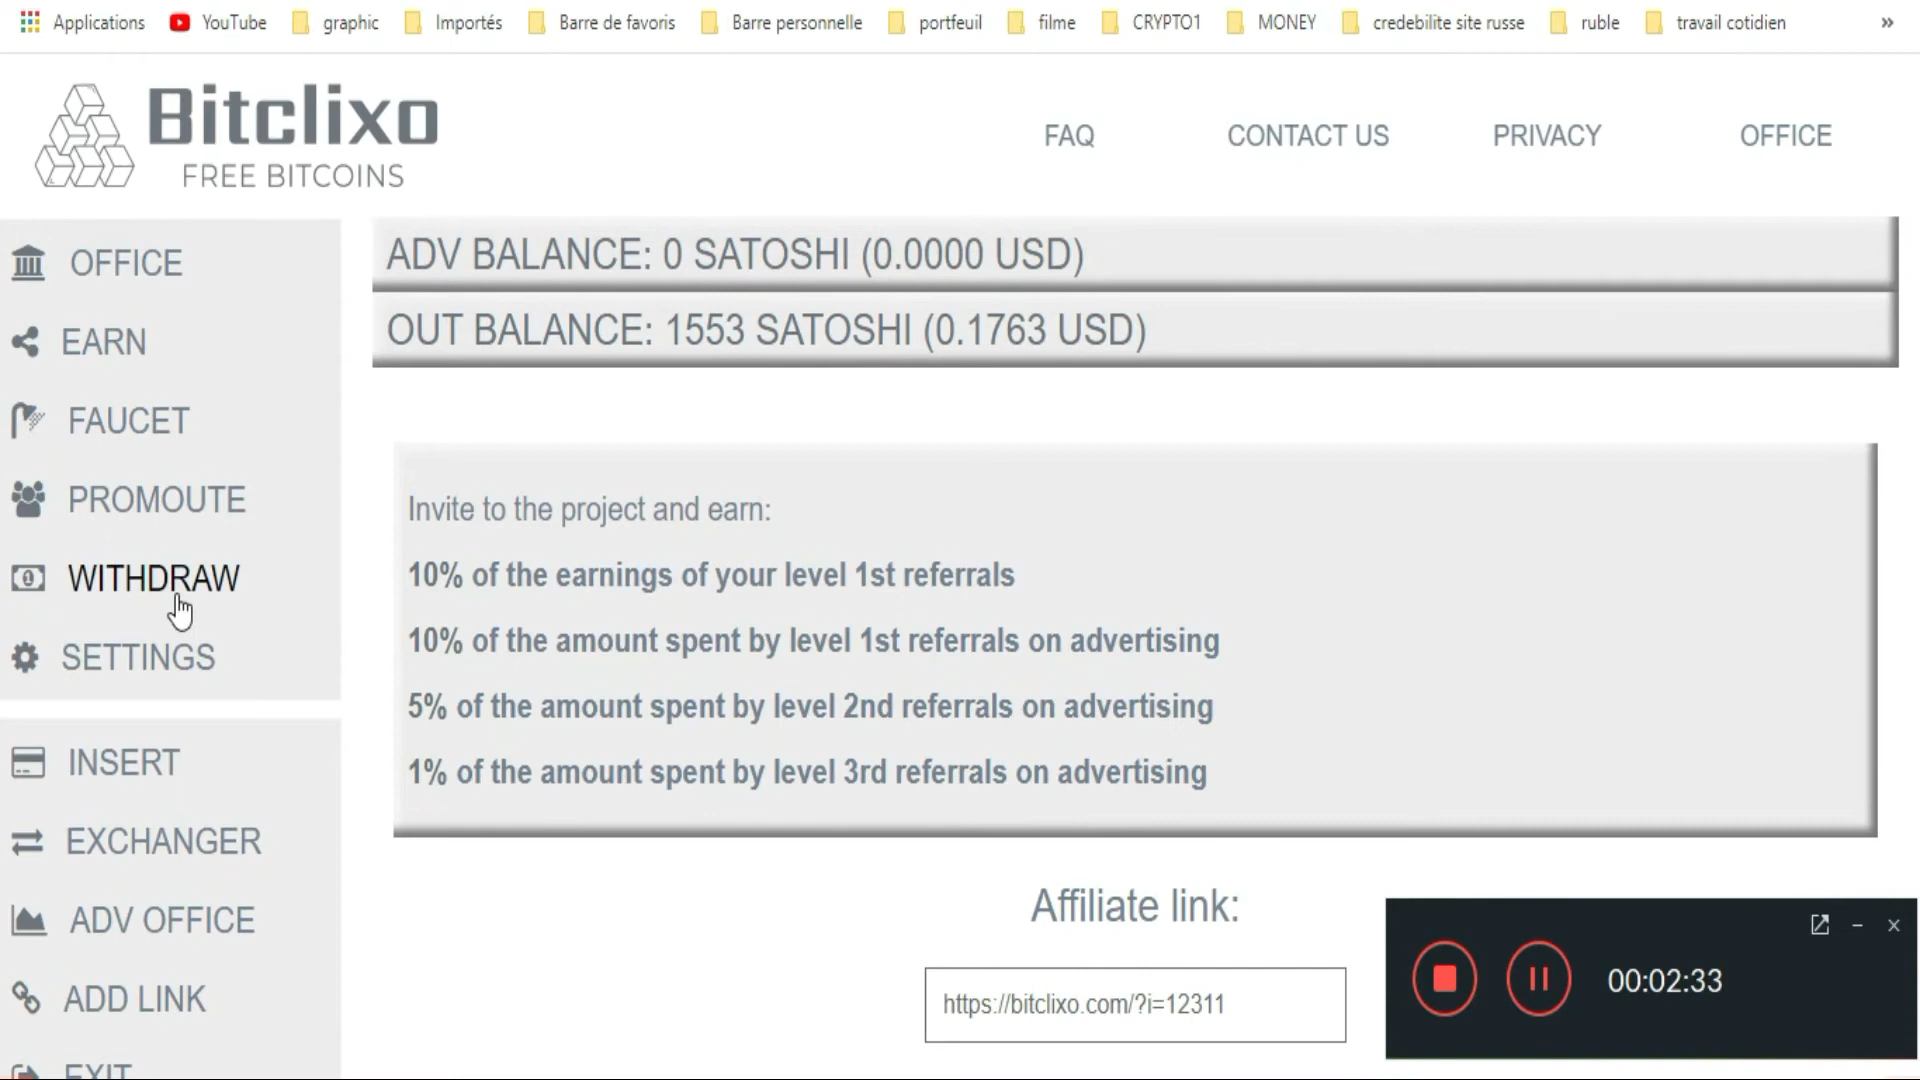 Applications YouTube graphic Importés Barre de favoris Barre personnelle portfeuil filme CRYPTO1 MONEY credebilite site russe ruble travail cotidien »
Bitclixo
FREE BITCOINS
FAQ CONTACT US PRIVACY OFFICE
OFFICE
EARN
FAUCET
PROMOUTE
WITHDRAW
SETTINGS
INSERT
EXCHANGER
ADV OFFICE
ADD LINK
EXIT
ADV BALANCE: 0 SATOSHI (0.0000 USD)
OUT BALANCE: 1553 SATOSHI (0.1763 USD)
Invite to the project and earn:
10% of the earnings of your level 1st referrals
10% of the amount spent by level 1st referrals on advertising
5% of the amount spent by level 2nd referrals on advertising
1% of the amount spent by level 3rd referrals on advertising
Affiliate link:
https://bitclixo.com/?i=12311
00:02:33